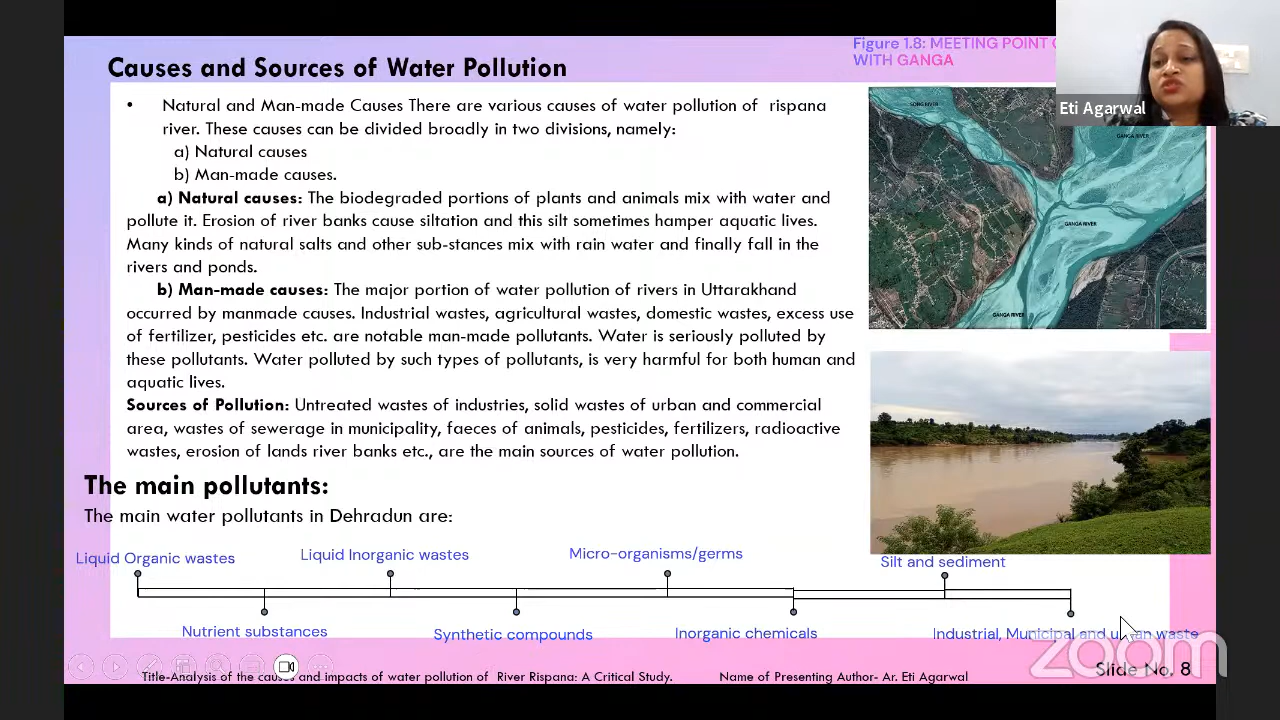 Figure 1.8: MEETING POINT
WITH GANGA
Eti Agarwal
Causes and Sources of Water Pollution
• Natural and Man-made Causes There are various causes of water pollution of rispana
river. These causes can be divided broadly in two divisions, namely:
a) Natural causes
b) Man-made causes.
a) Natural causes: The biodegraded portions of plants and animals mix with water and
pollute it. Erosion of river banks cause siltation and this silt sometimes hamper aquatic lives.
Many kinds of natural salts and other sub-stances mix with rain water and finally fall in the
rivers and ponds.
b) Man-made causes: The major portion of water pollution of rivers in Uttarakhand
occurred by manmade causes. Industrial wastes, agricultural wastes, domestic wastes, excess use
of fertilizer, pesticides etc. are notable man-made pollutants. Water is seriously polluted by
these pollutants. Water polluted by such types of pollutants, is very harmful for both human and
aquatic lives.
Sources of Pollution: Untreated wastes of industries, solid wastes of urban and commercial
area, wastes of sewerage in municipality, faeces of animals, pesticides, fertilizers, radioactive
wastes, erosion of lands river banks etc., are the main sources of water pollution.
SONG RIVER
GANGA RIVER
GANGA RIVER
GANGA RIVER
The main pollutants:
The main water pollutants in Dehradun are:
Liquid Organic wastes
Liquid Inorganic wastes
Micro-organisms/germs
Silt and sediment
Nutrient substances
Synthetic compounds
Inorganic chemicals
Industrial, Municipal and urban waste
zoom
Slide No. 8
Title-Analysis of the causes and impacts of water pollution of River Rispana: A Critical Study.
Name of Presenting Author- Ar. Eti Agarwal